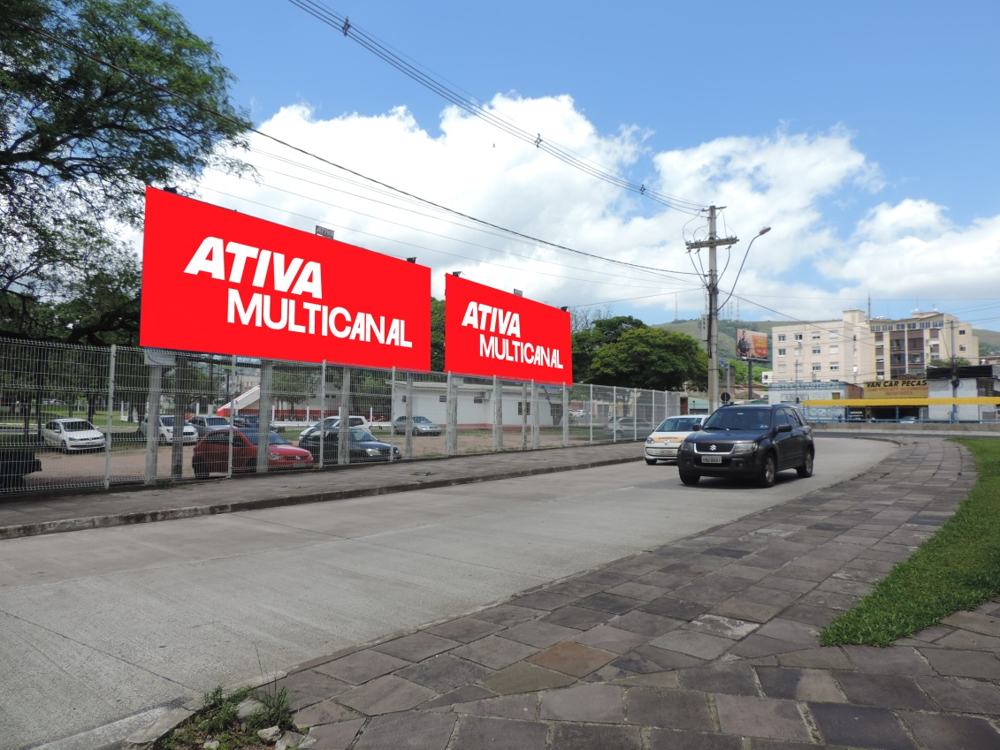 ATIVA
MULTICANAL
ATIVA
MULTICANAL
VAN CAR PEÇAS